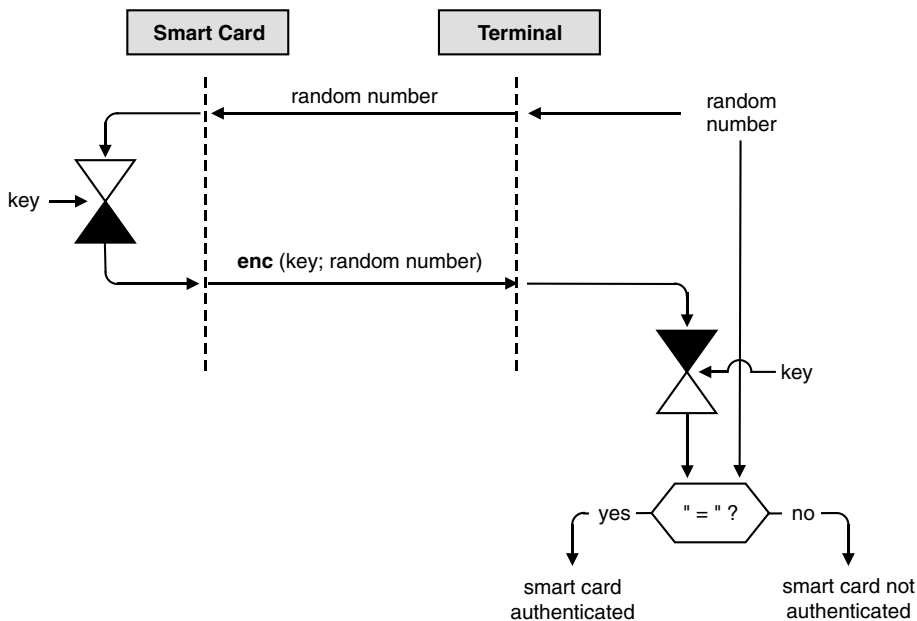 Smart Card
Terminal
random number
random
number
key
enc (key; random number)
key
yes
" = " ?
no
smart card
authenticated
smart card not
authenticated